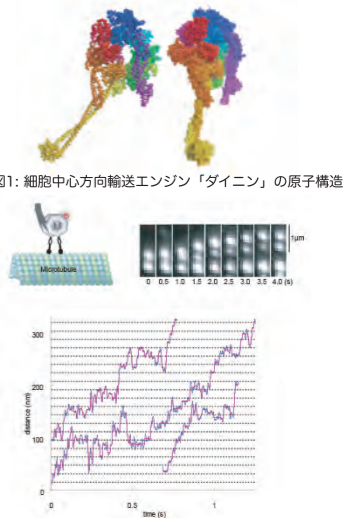 図1: 細胞中心方向輸送エンジン「ダイニン」の原子構造
Microtubule
1μm
0 0.5 1.0 1.5 2.0 2.5 3.0 3.5 4.0 (s)
300
200
distance (nm)
100
0
0 0.5 1
time (s)